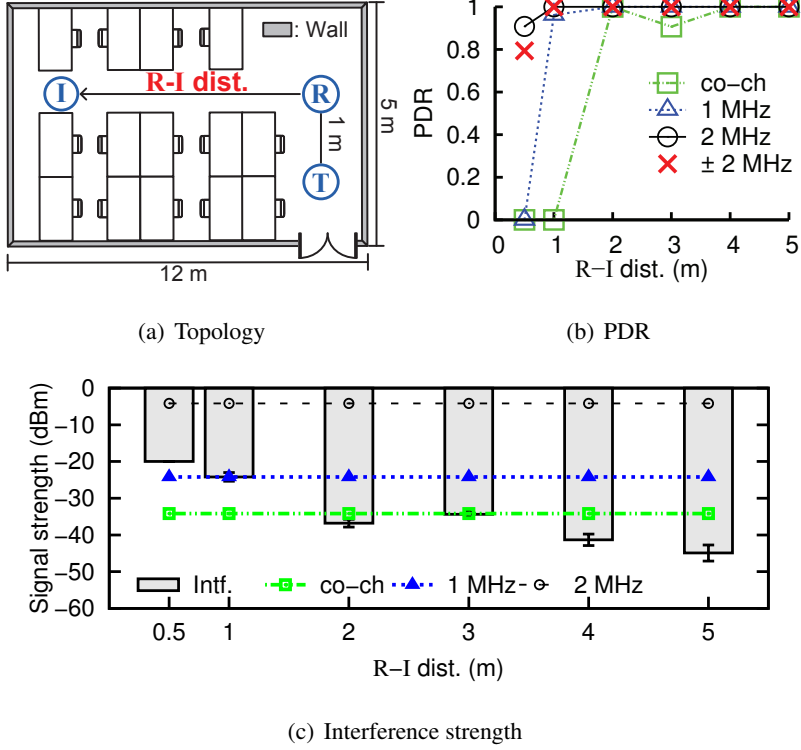 : Wall
I
R-I dist.
R
1 m
T
5 m
12 m
(a) Topology
PDR
1
0.8
0.6
0.4
0.2
0
co−ch
1 MHz
2 MHz
± 2 MHz
0 1 2 3 4 5
R−I dist. (m)
(b) PDR
Signal strength (dBm)
0
−10
−20
−30
−40
−50
−60
Intf. co−ch 1 MHz 2 MHz
0.5 1 2 3 4 5
R−I dist. (m)
(c) Interference strength